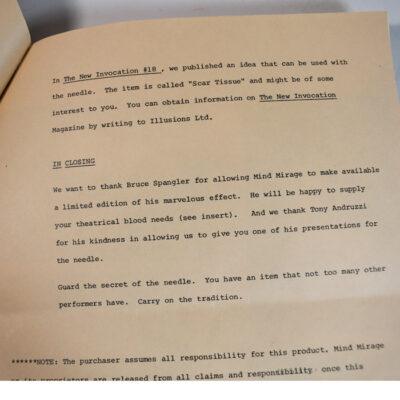 In The New Invocation #18 , we published an idea that can be used with
the needle. The item is called "Scar Tissue" and might be of some
interest to you. You can obtain information on The New Invocation
Magazine by writing to Illusions Ltd.
IN CLOSING
We want to thank Bruce Spangler for allowing Mind Mirage to make available
a limited edition of his marvelous effect. He will be happy to supply
your theatrical blood needs (see insert). And we thank Tony Andruzzi
for his kindness in allowing us to give you one of his presentations for
the needle.
Guard the secret of the needle. You have an item that not too many other
performers have. Carry on the tradition.
******NOTE: The purchaser assumes all responsibility for this product. Mind Mirage
or its proprietors are released from all claims and responsibility once this